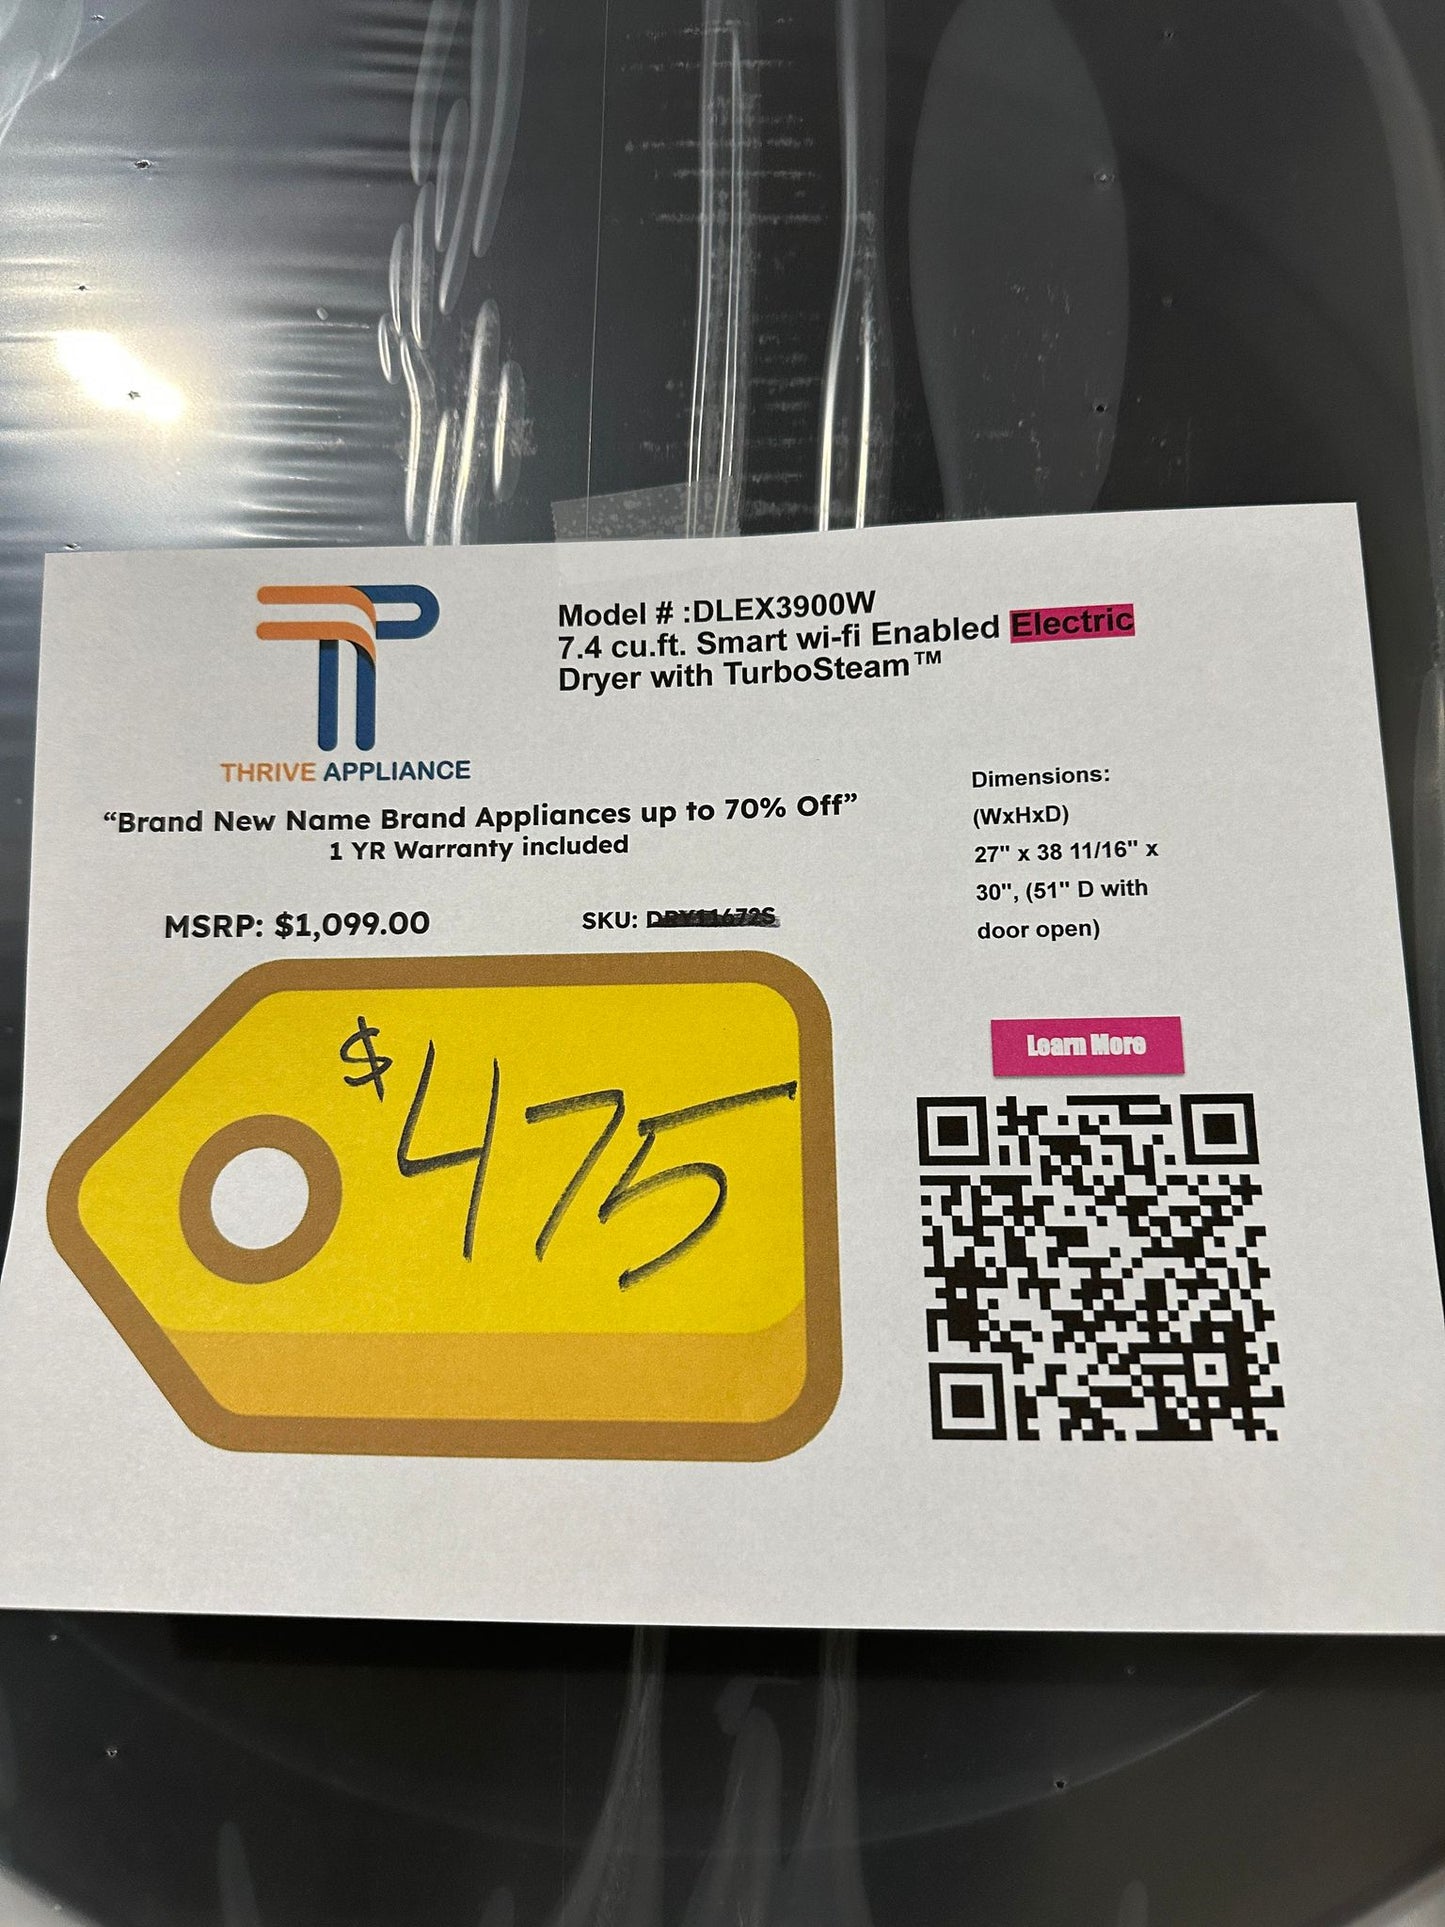 Model # :DLEX3900W
7.4 cu.ft. Smart wi-fi Enabled Electric
Dryer with TurboSteam™
THRIVE APPLIANCE
“Brand New Name Brand Appliances up to 70% Off”
1 YR Warranty included
MSRP: $1,099.00
SKU:
Dimensions:
(WxHxD)
27" x 38 11/16" x
30", (51" D with
door open)
$475
Learn More